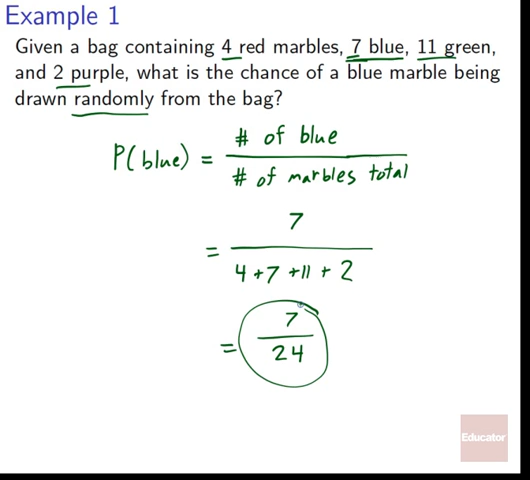 Example 1
Given a bag containing 4 red marbles, 7 blue, 11 green,
and 2 purple, what is the chance of a blue marble being
drawn randomly from the bag?
# of blue
P(blue) =
# of marbles total
7
=
4+7+11+2
7
=
24
Educator